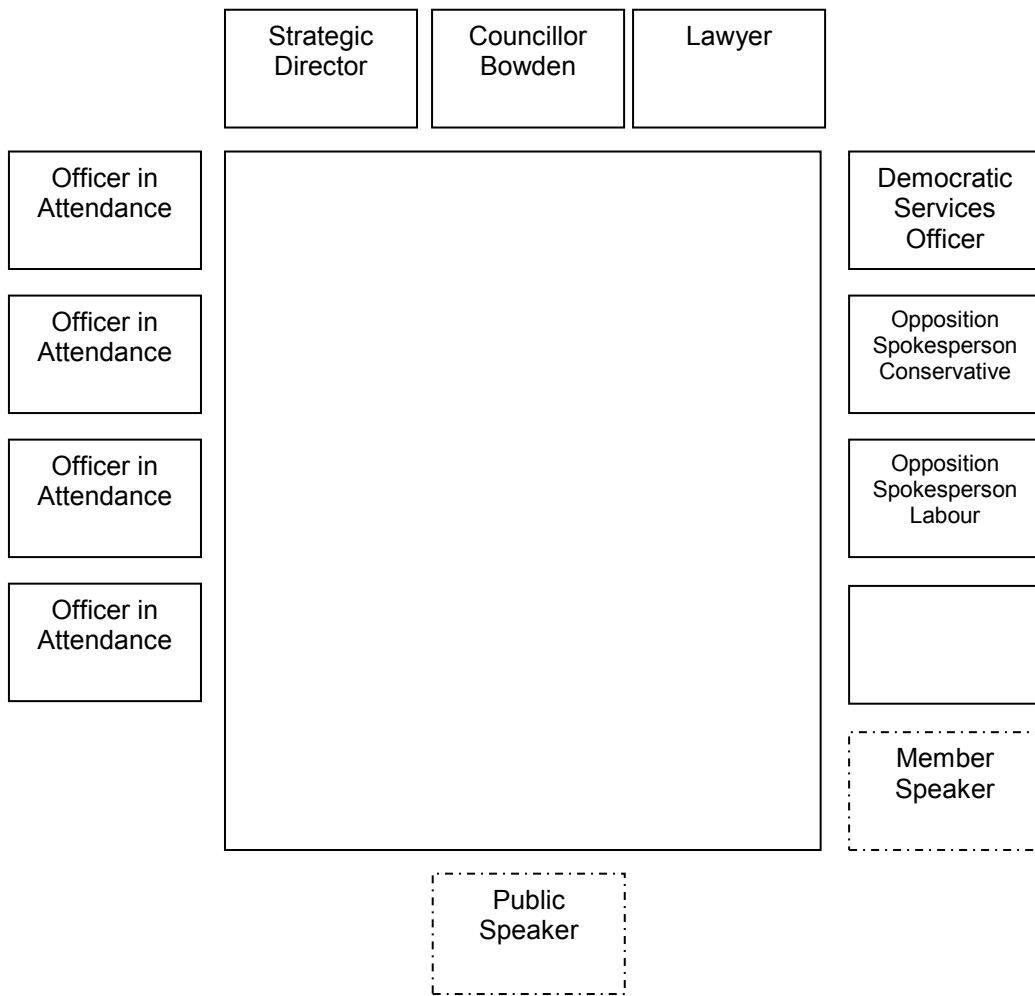 Strategic
Director
Councillor
Bowden
Lawyer
Officer in
Attendance
Democratic
Services
Officer
Officer in
Attendance
Opposition
Spokesperson
Conservative
Officer in
Attendance
Opposition
Spokesperson
Labour
Officer in
Attendance
Member
Speaker
Public
Speaker